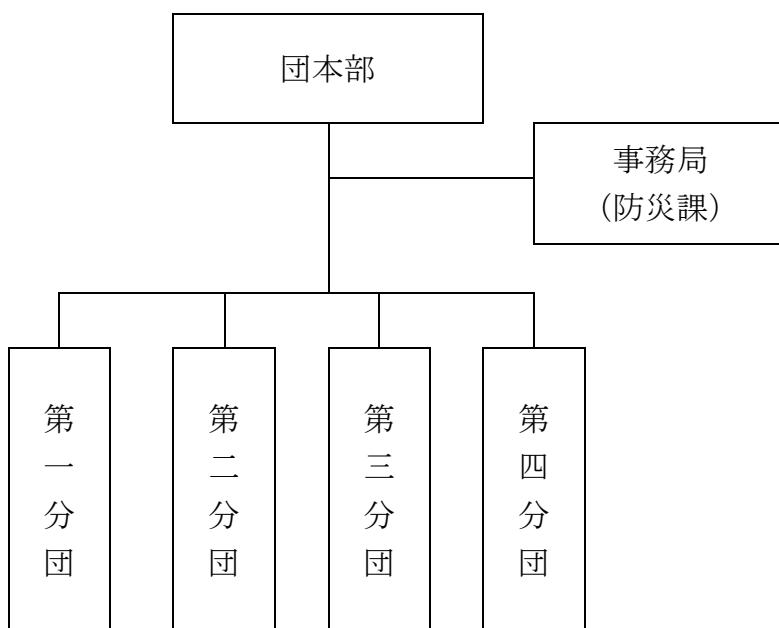 団本部
事務局
（防災課）
第一分団
第二分団
第三分団
第四分団